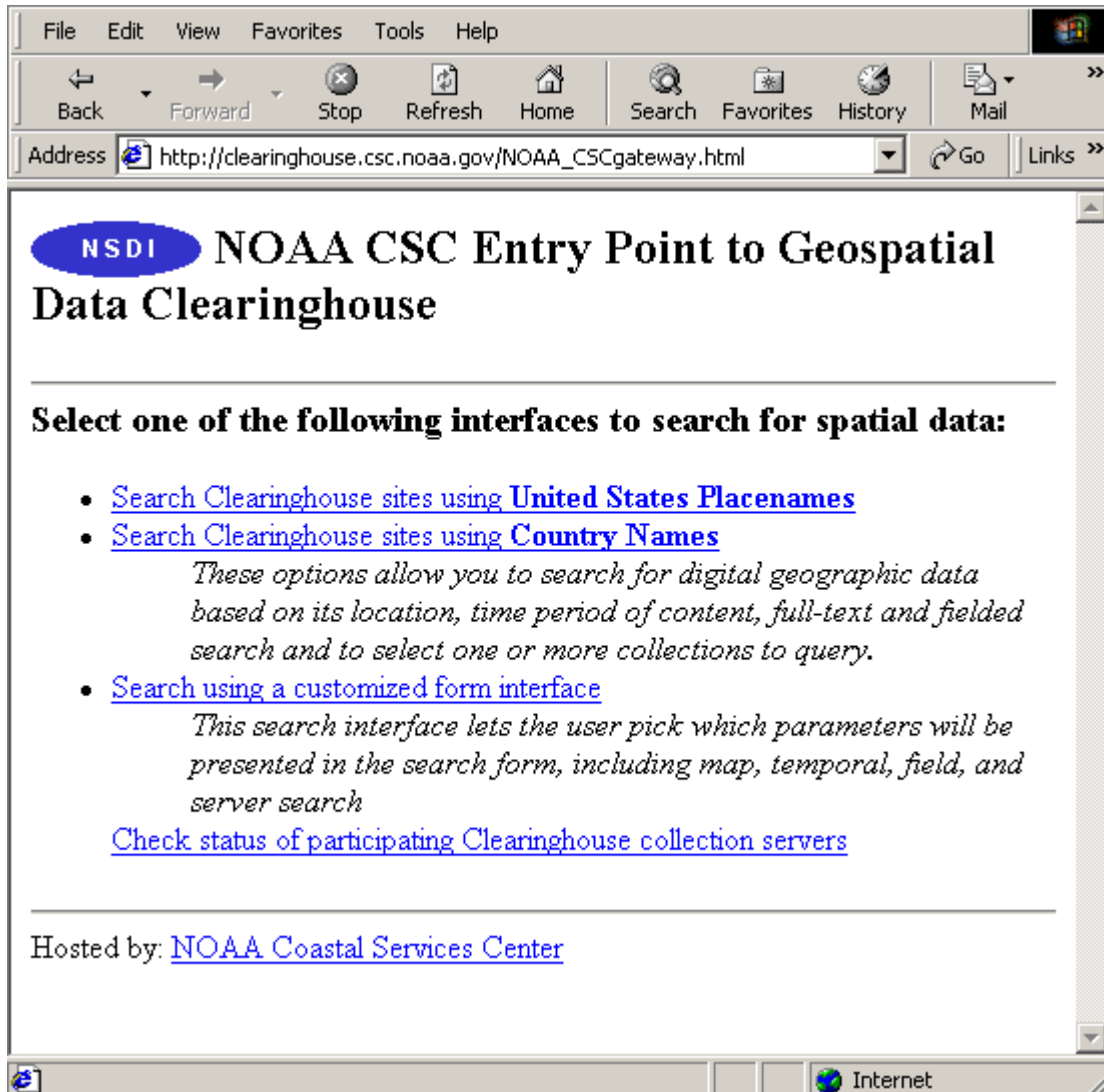 File Edit View Favorites Tools Help
Back Forward Stop Refresh Home Search Favorites History Mail »
Address http://clearinghouse.csc.noaa.gov/NOAA_CSCgateway.html Go Links »
NSDI NOAA CSC Entry Point to Geospatial
Data Clearinghouse
Select one of the following interfaces to search for spatial data:
• Search Clearinghouse sites using United States Placenames
• Search Clearinghouse sites using Country Names
These options allow you to search for digital geographic data
based on its location, time period of content, full-text and fielded
search and to select one or more collections to query.
• Search using a customized form interface
This search interface lets the user pick which parameters will be
presented in the search form, including map, temporal, field, and
server search
Check status of participating Clearinghouse collection servers
Hosted by: NOAA Coastal Services Center
Internet